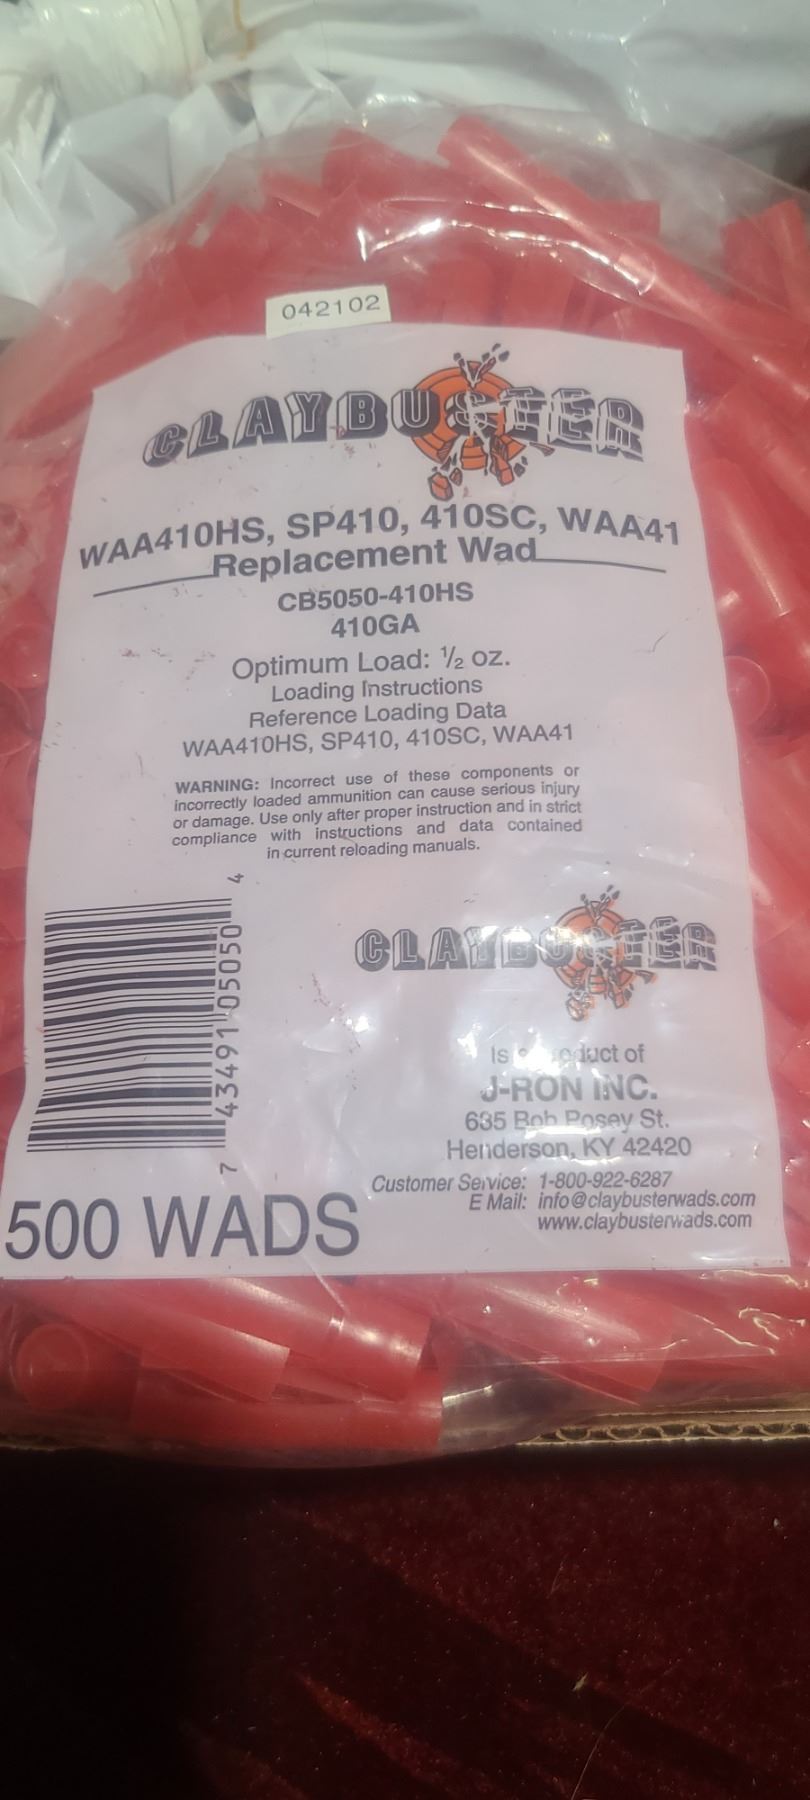 042102
CLAYBUSTER
WAA410HS, SP410, 410SC, WAA41
Replacement Wad
CB5050-410HS
410GA
Optimum Load: ½ oz.
Loading Instructions
Reference Loading Data
WAA410HS, SP410, 410SC, WAA41
WARNING: Incorrect use of these components or
incorrectly loaded ammunition can cause serious injury
or damage. Use only after proper instruction and in strict
compliance with instructions and data contained
in current reloading manuals.
7 43491 05050 4
CLAYBUSTER
Is a product of
J-RON INC.
635 Bob Posey St.
Henderson, KY 42420
Customer Service: 1-800-922-6287
E Mail: info@claybusterwads.com
www.claybusterwads.com
500 WADS